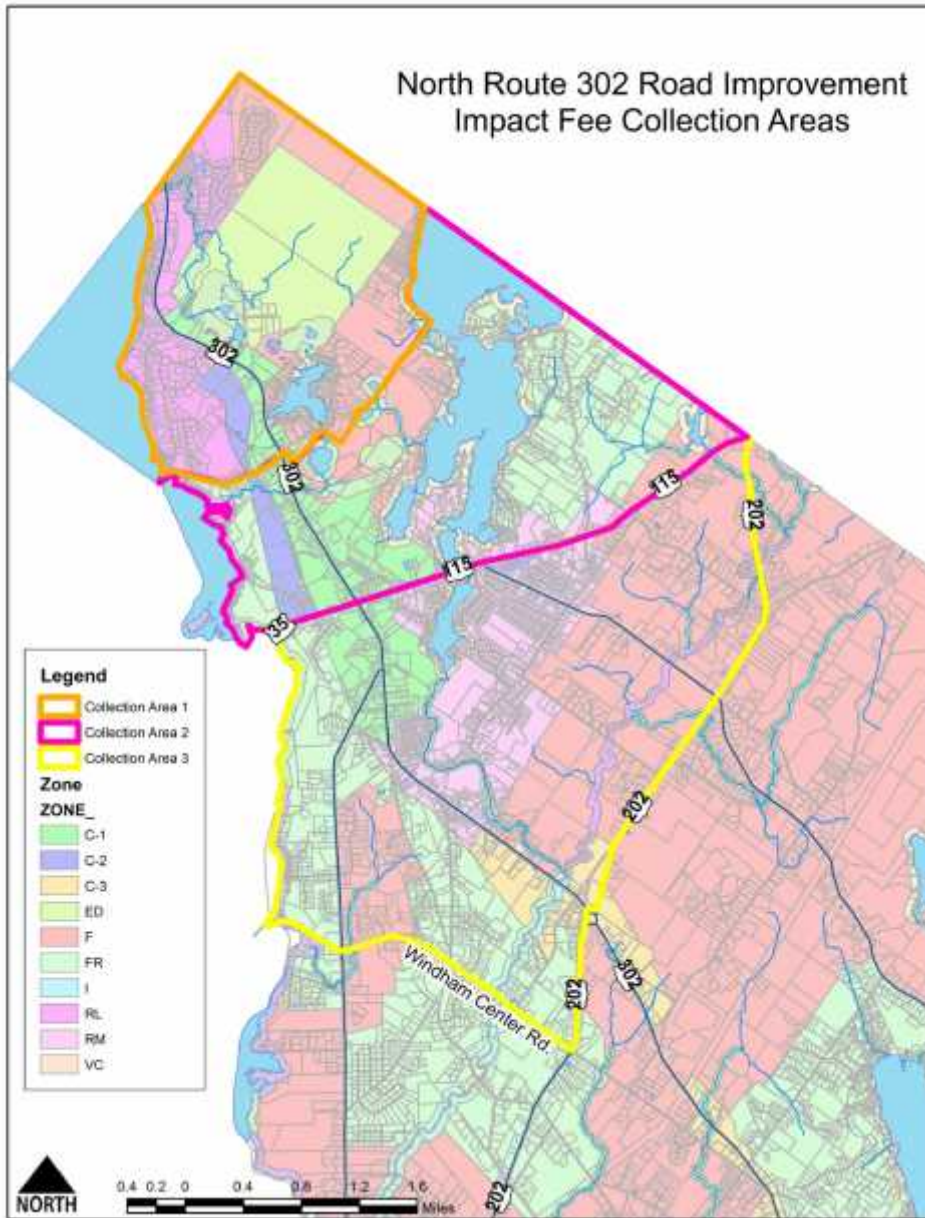 North Route 302 Road Improvement
Impact Fee Collection Areas
302
302
115
202
115
35
202
Windham Center Rd.
202
302
202
Legend
Collection Area 1
Collection Area 2
Collection Area 3
Zone
ZONE_
C-1
C-2
C-3
ED
F
FR
I
RL
RM
VC
NORTH
0.4 0.2 0 0.4 0.8 1.2 1.6
Miles